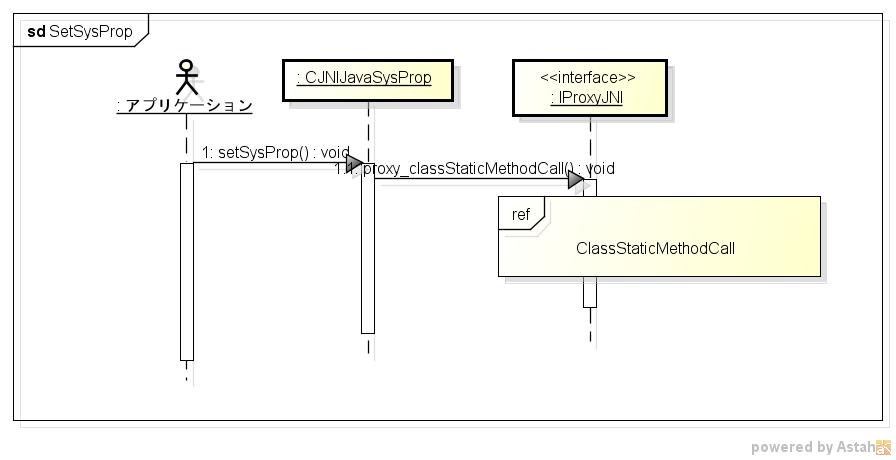 sd SetSysProp
: アプリケーション
: CJNIJavaSysProp
<<interface>>
: IProxyJNI
1: setSysProp() : void
1.1: proxy_classStaticMethodCall() : void
ref
ClassStaticMethodCall
powered by Astah